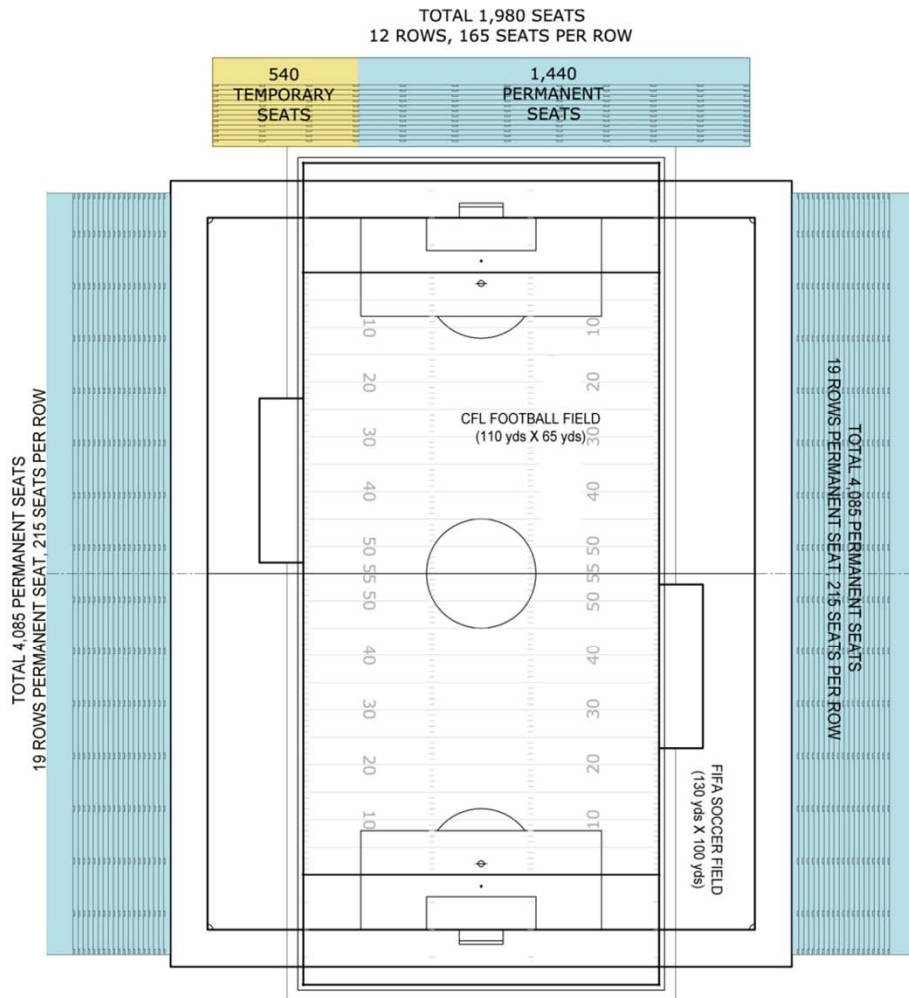 TOTAL 1,980 SEATS
12 ROWS, 165 SEATS PER ROW
540
TEMPORARY
SEATS
1,440
PERMANENT
SEATS
TOTAL 4,085 PERMANENT SEATS
19 ROWS PERMANENT SEAT, 215 SEATS PER ROW
10 10
20
CFL FOOTBALL FIELD
(110 yds X 65 yds)
30 30
40 40
50 50
55 55
50 50
40 40
30 30
20 20
10 10
TOTAL 4,085 PERMANENT SEATS
19 ROWS PERMANENT SEAT, 215 SEATS PER ROW
FIFA SOCCER FIELD
(130 yds X 100 yds)